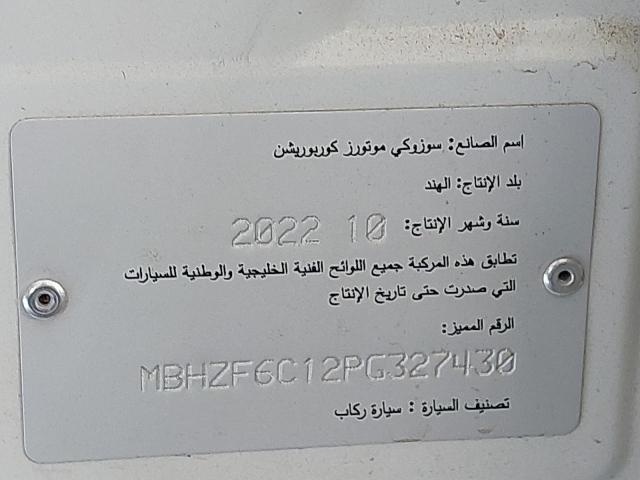 اسم الصانع: سوزوكي موتورز كوربوريشن
بلد الإنتاج: الهند
سنة وشهر الإنتاج: 2022 10
تطابق هذه المركبة جميع اللوائح الفنية الخليجية والوطنية للسيارات
التي صدرت حتى تاريخ الإنتاج
الرقم المميز:
MBHZF6C12PG327430
تصنيف السيارة : سيارة ركاب